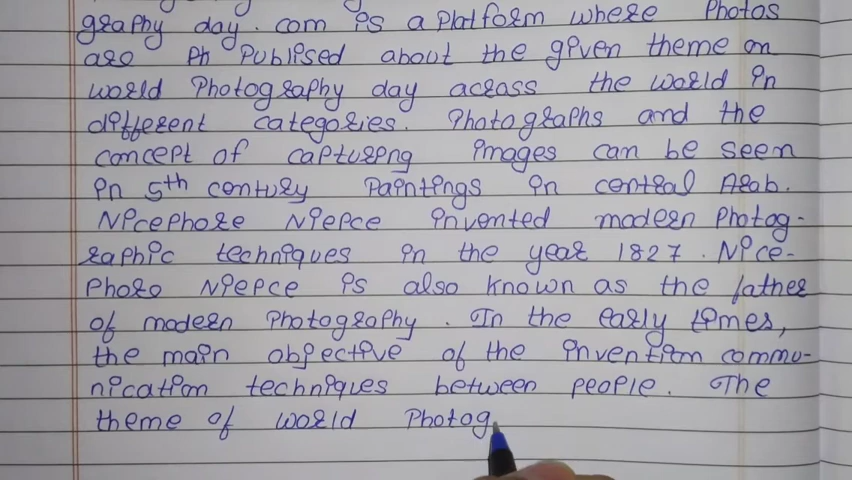 graphy day. com is a platform where photos
are Ph publised about the given theme on
world photography day acrass the world in
different categories. Photographs and the
concept of captureng images can be seen
in 5th century paintings in central Arab.
Nicephore Niepce invented modern photog-
raphic techniques in the year 1827. Nice-
phore Niepce is also known as the father
of modern photography. In the early times,
the main objective of the invention commu-
nication techniques between people. The
theme of world Photog